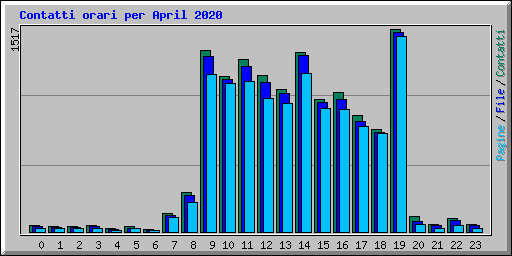 Contatti orari per April 2020
1517
Pagine/File/Contatti
0 1 2 3 4 5 6 7 8 9 10 11 12 13 14 15 16 17 18 19 20 21 22 23